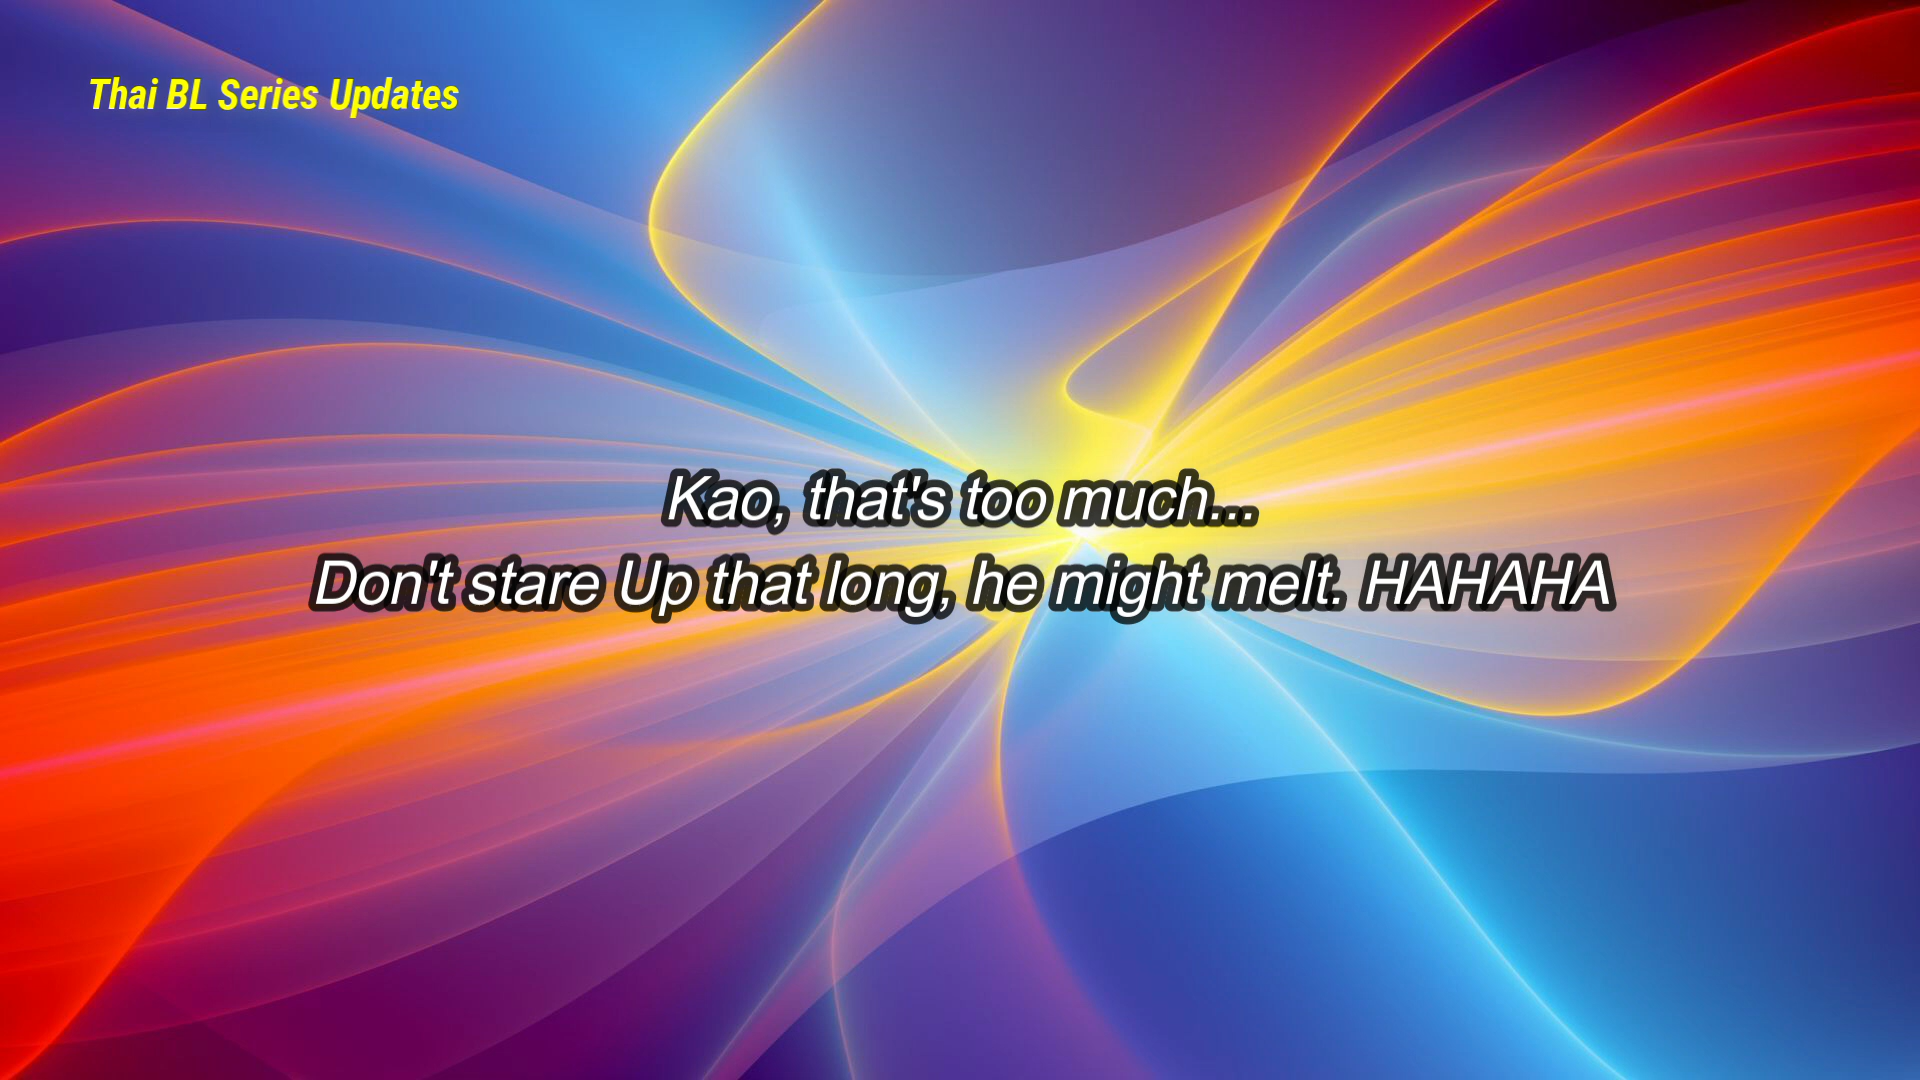 Thai BL Series Updates
Kao, that's too much...
Don't stare Up that long, he might melt. HAHAHA